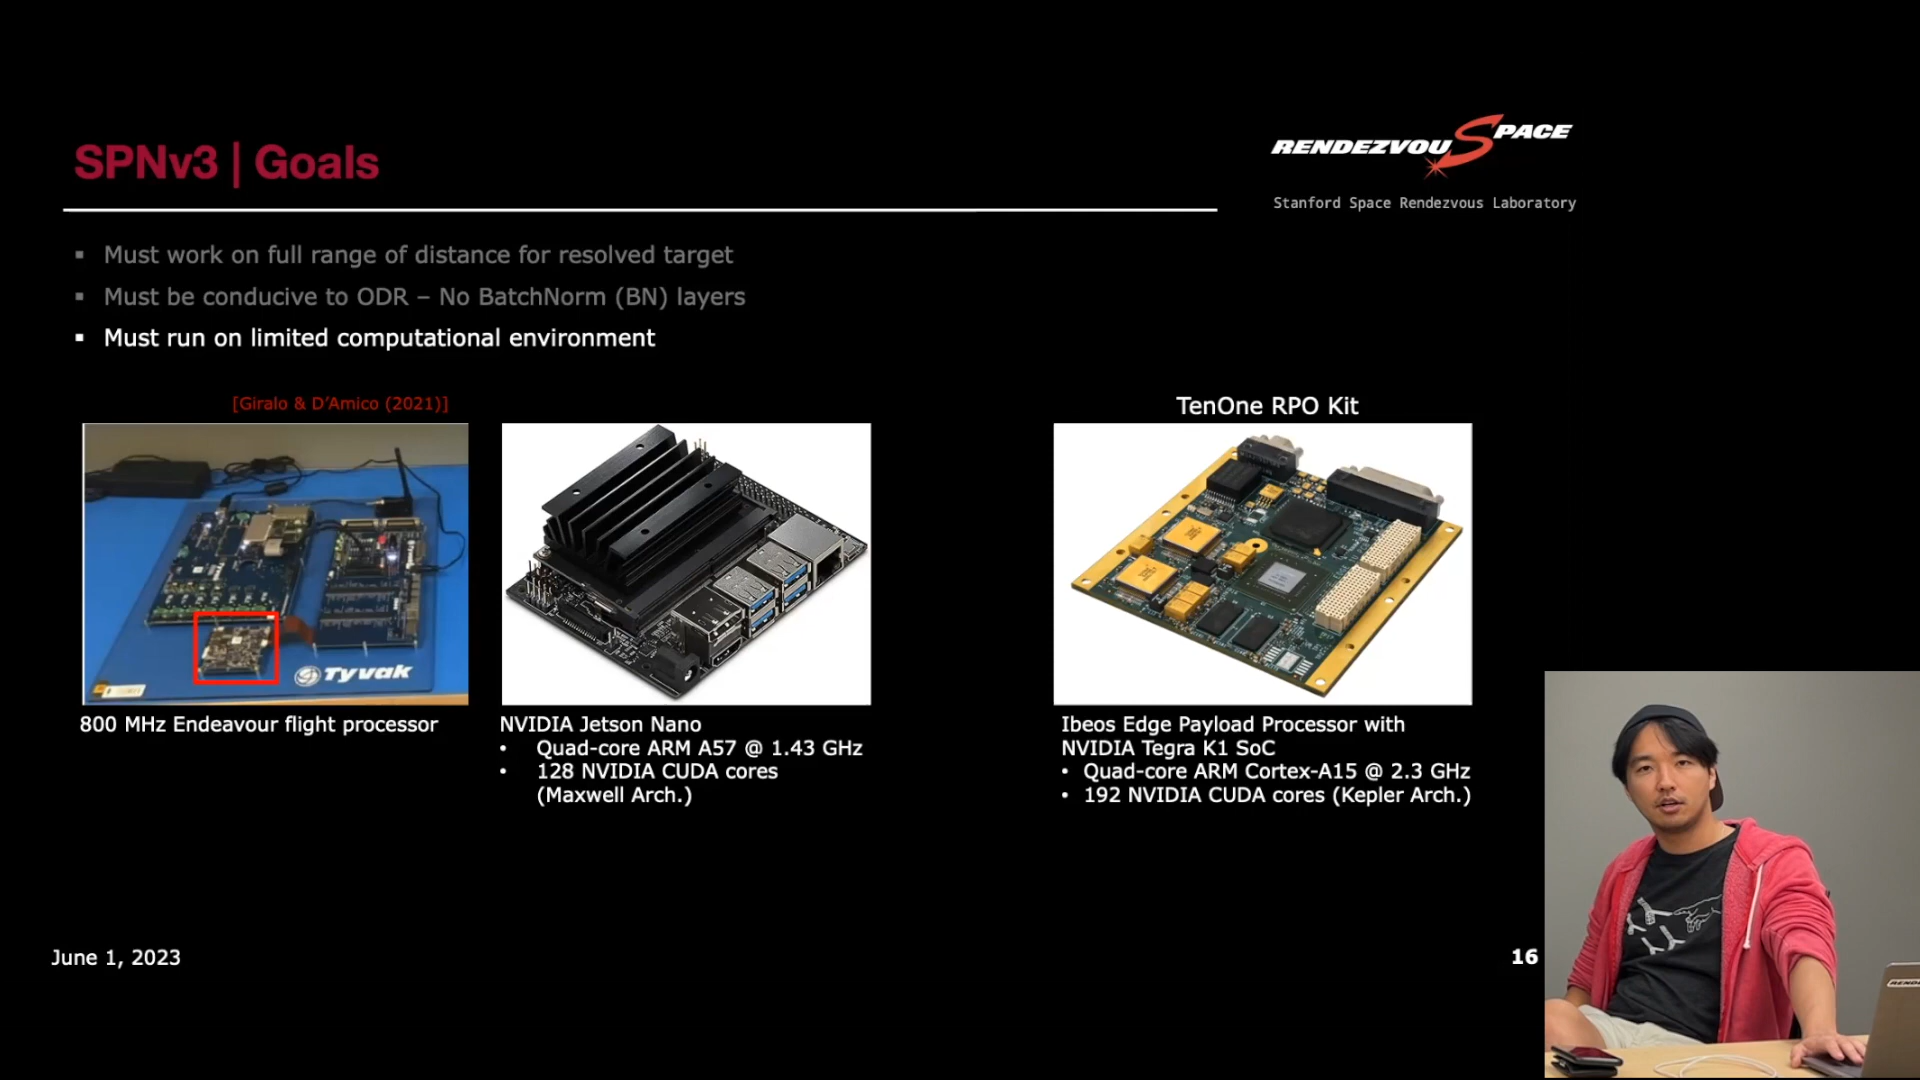 SPNv3 | Goals
RENDEZVOUSPACE
Stanford Space Rendezvous Laboratory
▪ Must work on full range of distance for resolved target
▪ Must be conducive to ODR – No BatchNorm (BN) layers
▪ Must run on limited computational environment
[Giralo & D’Amico (2021)]
TenOne RPO Kit
Tyvak
800 MHz Endeavour flight processor
NVIDIA Jetson Nano
• Quad-core ARM A57 @ 1.43 GHz
• 128 NVIDIA CUDA cores
(Maxwell Arch.)
Ibeos Edge Payload Processor with
NVIDIA Tegra K1 SoC
• Quad-core ARM Cortex-A15 @ 2.3 GHz
• 192 NVIDIA CUDA cores (Kepler Arch.)
June 1, 2023
16